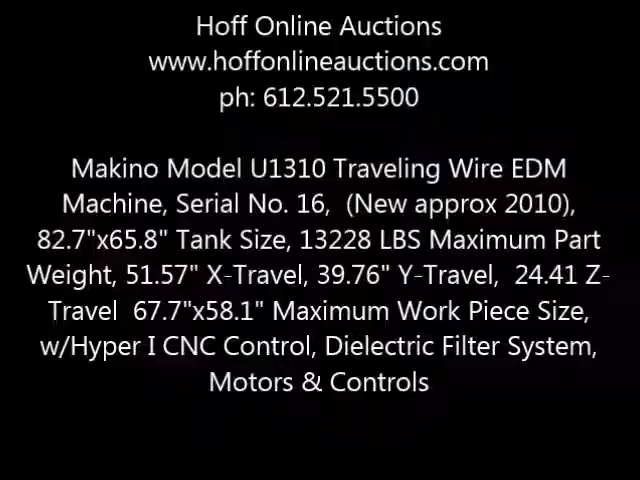 Hoff Online Auctions
www.hoffonlineauctions.com
ph: 612.521.5500
Makino Model U1310 Traveling Wire EDM
Machine, Serial No. 16,  (New approx 2010),
82.7"x65.8" Tank Size, 13228 LBS Maximum Part
Weight, 51.57" X-Travel, 39.76" Y-Travel,  24.41 Z-
Travel  67.7"x58.1" Maximum Work Piece Size,
w/Hyper I CNC Control, Dielectric Filter System,
Motors & Controls